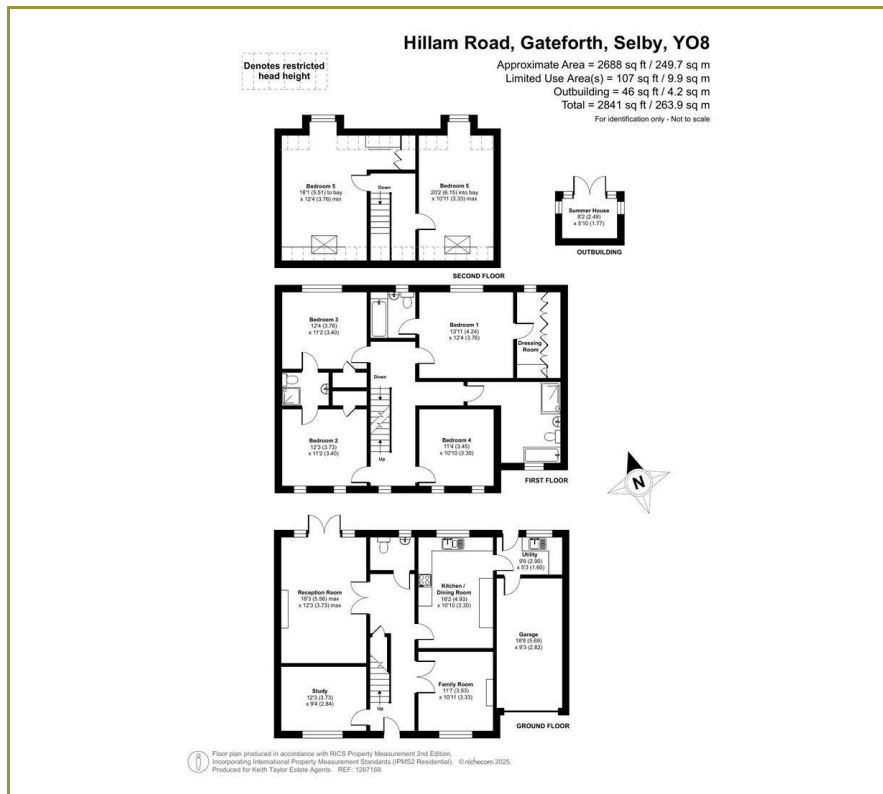 Hillam Road, Gateforth, Selby, YO8
Approximate Area = 2688 sq ft / 249.7 sq m
Limited Use Area(s) = 107 sq ft / 9.9 sq m
Outbuilding = 46 sq ft / 4.2 sq m
Total = 2841 sq ft / 263.9 sq m
For identification only - Not to scale
Denotes restricted
head height
Bedroom 5
18'1 (5.51) to bay
x 12'4 (3.76) min
Down
Bedroom 5
20'2 (6.15) into bay
x 10'11 (3.33) max
SECOND FLOOR
Summer House
8'2 (2.49)
x 5'10 (1.77)
OUTBUILDING
Bedroom 3
12'4 (3.76)
x 11'2 (3.40)
Bedroom 1
13'11 (4.24)
x 12'4 (3.76)
Dressing
Room
Down
Bedroom 2
12'3 (3.73)
x 11'2 (3.40)
Up
Bedroom 4
11'4 (3.45)
x 10'10 (3.30)
FIRST FLOOR
N
Reception Room
18'3 (5.56) max
x 12'3 (3.73) max
Kitchen /
Dining Room
16'2 (4.93)
x 10'10 (3.30)
Utility
9'6 (2.90)
x 5'3 (1.60)
Garage
18'8 (5.69)
x 9'3 (2.82)
Study
12'3 (3.73)
x 9'4 (2.84)
Up
Family Room
11'7 (3.53)
x 10'11 (3.33)
GROUND FLOOR
Floor plan produced in accordance with RICS Property Measurement 2nd Edition,
Incorporating International Property Measurement Standards (IPMS2 Residential). © nichecom 2025.
Produced for Keith Taylor Estate Agents. REF: 1267168